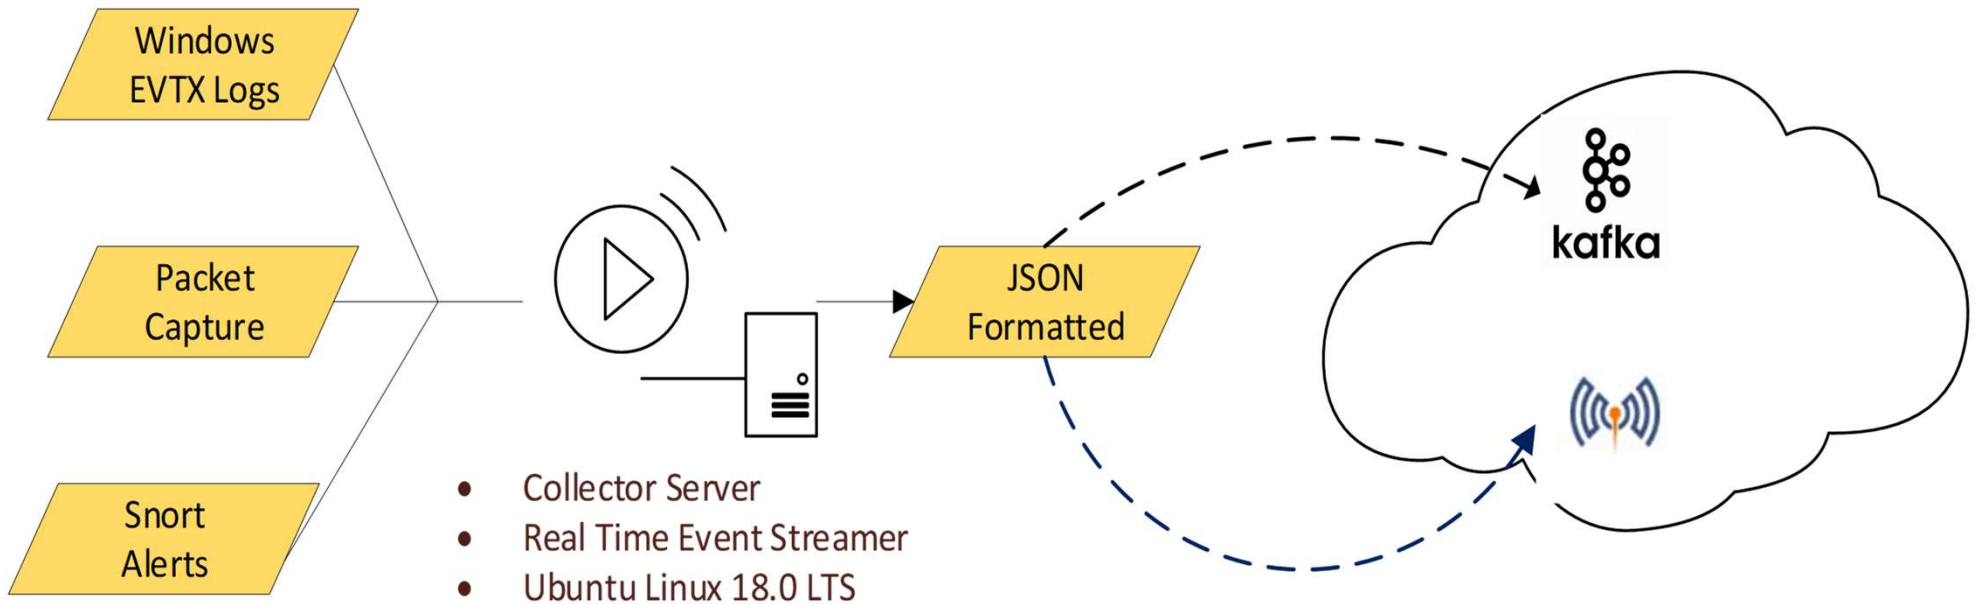 Windows
EVTX Logs
Packet
Capture
Snort
Alerts
• Collector Server
• Real Time Event Streamer
• Ubuntu Linux 18.0 LTS
JSON
Formatted
kafka